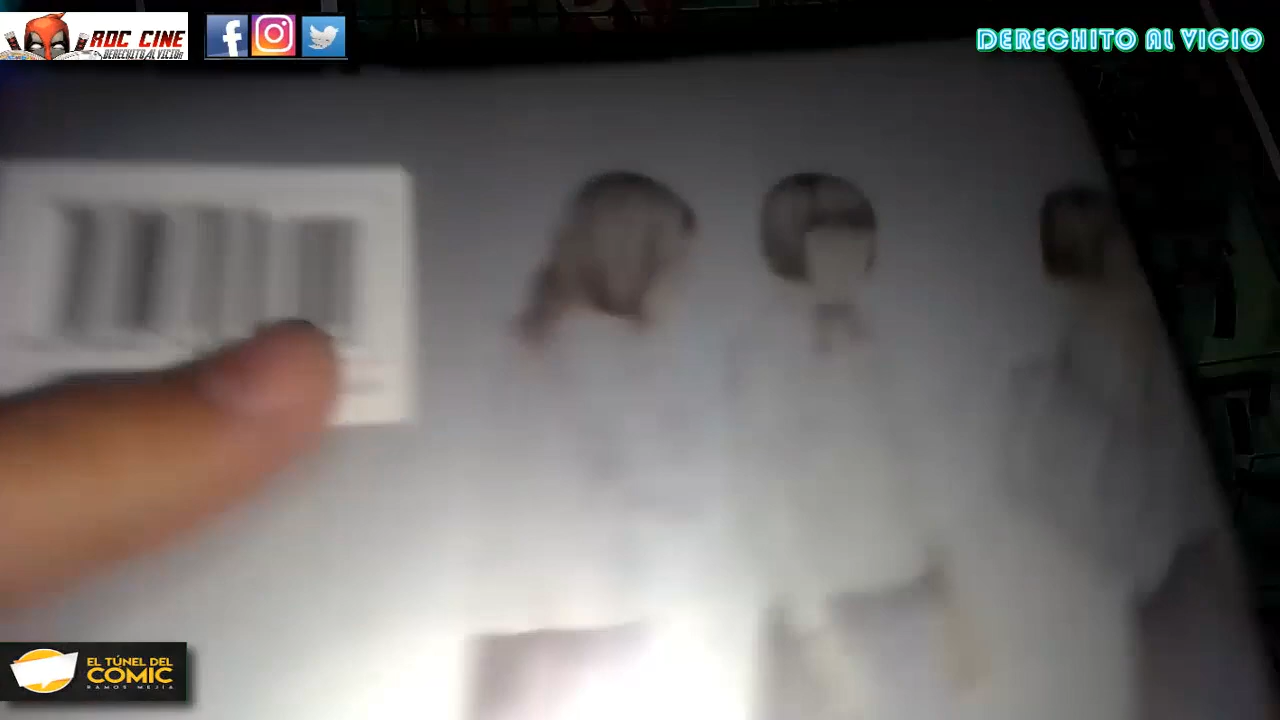 RDC CINE
DERECHITO AL VICIO
DERECHITO AL VICIO
EL TÚNEL DEL
COMIC
RAMOS MEJÍA